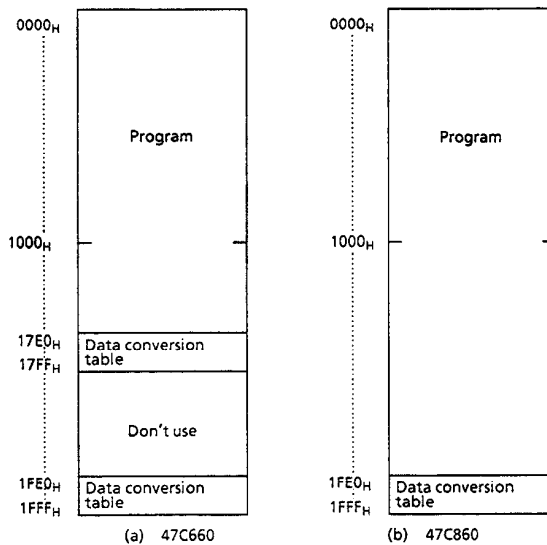 0000H
Program
1000H
17E0H
Data conversion
table
17FFH
Don't use
1FE0H
Data conversion
table
1FFFH
(a) 47C660
0000H
Program
1000H
1FE0H
Data conversion
table
1FFFH
(b) 47C860